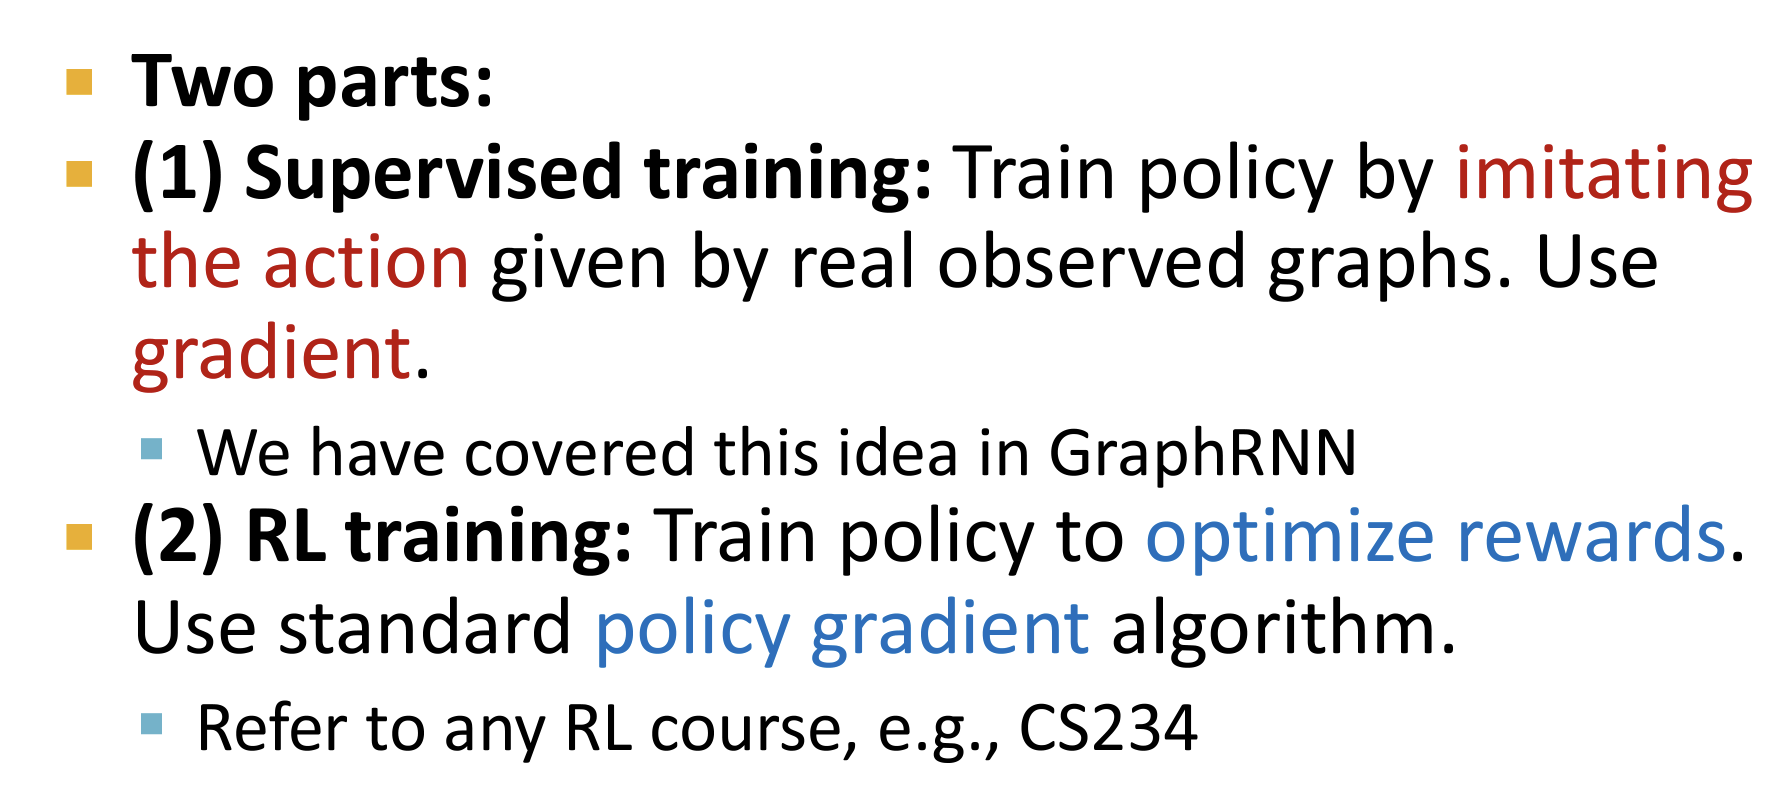 Two parts:
(1) Supervised training: Train policy by imitating
the action given by real observed graphs. Use
gradient.
We have covered this idea in GraphRNN
(2) RL training: Train policy to optimize rewards.
Use standard policy gradient algorithm.
Refer to any RL course, e.g., CS234